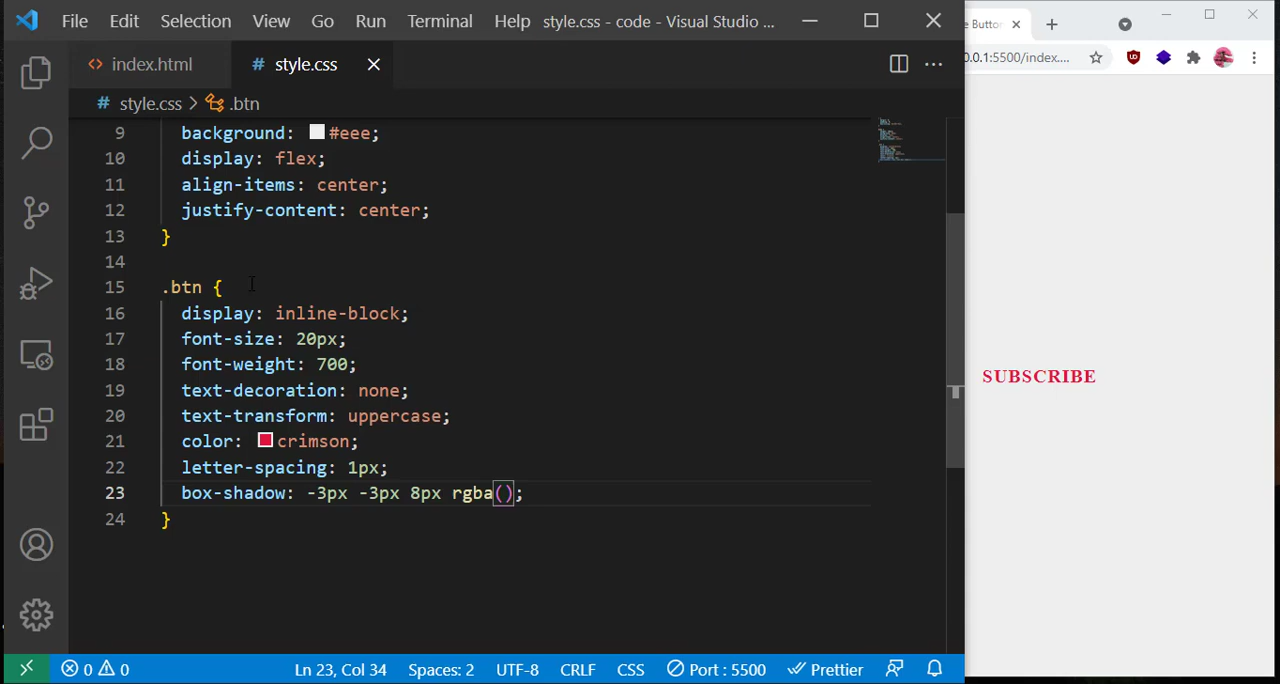 File Edit Selection View Go Run Terminal Help style.css - code - Visual Studio ...
index.html
# style.css
# style.css > .btn
9 background: #eee;
10 display: flex;
11 align-items: center;
12 justify-content: center;
13 }
14
15 .btn {
16 display: inline-block;
17 font-size: 20px;
18 font-weight: 700;
19 text-decoration: none;
20 text-transform: uppercase;
21 color: crimson;
22 letter-spacing: 1px;
23 box-shadow: -3px -3px 8px rgba();
24 }
0 0 Ln 23, Col 34 Spaces: 2 UTF-8 CRLF CSS Port : 5500 Prettier
e Buttor
0.0.1:5500/index....
SUBSCRIBE